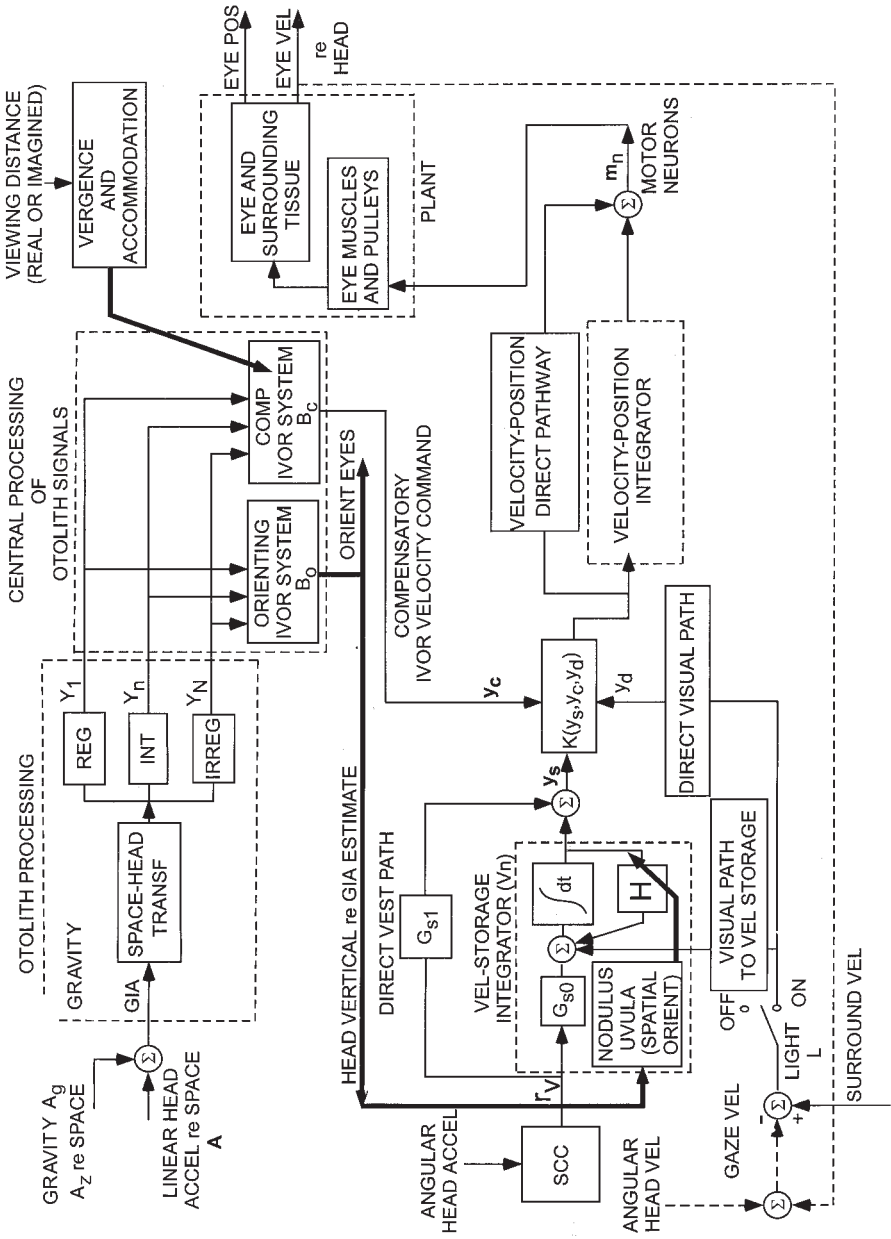 OTOLITH PROCESSING
CENTRAL PROCESSING
OF
OTOLITH SIGNALS
VIEWING DISTANCE
(REAL OR IMAGINED)
GRAVITY Ag
Az re SPACE
LINEAR HEAD
ACCEL re SPACE
A
Σ
GRAVITY
GIA
SPACE-HEAD
TRANSF
REG
INT
IRREG
Y1
Yn
YN
ORIENTING
IVOR SYSTEM
Bo
COMP
IVOR SYSTEM
Bc
VERGENCE
AND
ACCOMMODATION
EYE POS
EYE VEL
re
HEAD
EYE AND
SURROUNDING
TISSUE
EYE MUSCLES
AND PULLEYS
PLANT
ORIENT EYES
HEAD VERTICAL re GIA ESTIMATE
COMPENSATORY
IVOR VELOCITY COMMAND
DIRECT VEST PATH
Gs1
ANGULAR
HEAD ACCEL
SCC
rv
VEL-STORAGE
INTEGRATOR (Vn)
Gs0
Σ
∫ dt
H
NODULUS
UVULA
(SPATIAL
ORIENT)
Σ
ys
yc
K(ys,yc,yd)
yd
VELOCITY-POSITION
DIRECT PATHWAY
VELOCITY-POSITION
INTEGRATOR
Σ
mn
MOTOR
NEURONS
ANGULAR
HEAD VEL
Σ
GAZE VEL
-
+
Σ
OFF
ON
LIGHT
L
SURROUND VEL
VISUAL PATH
TO VEL STORAGE
DIRECT VISUAL PATH